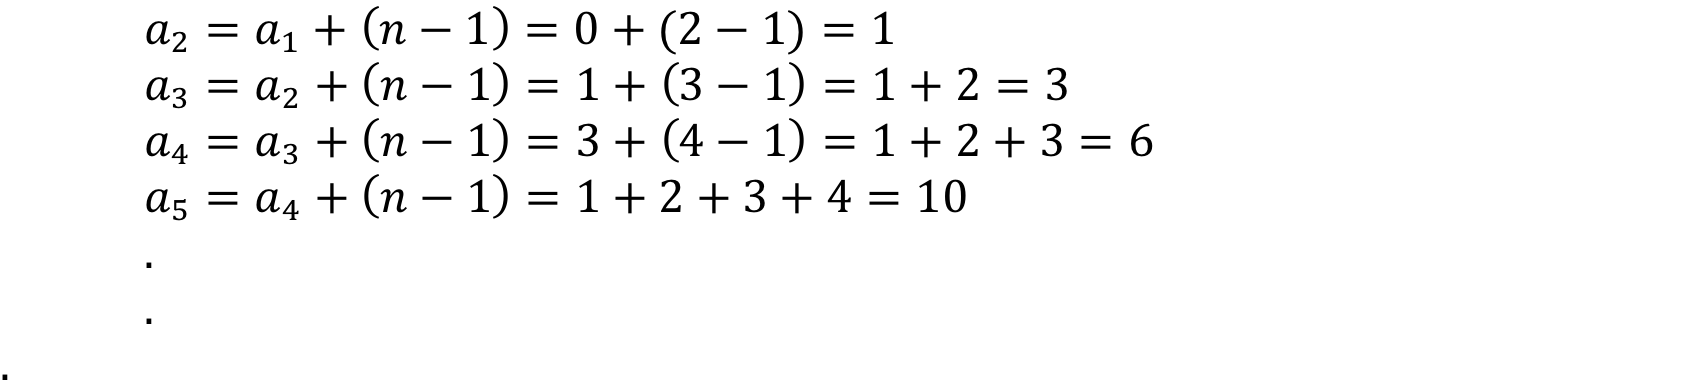 a₂ = a₁ + (n − 1) = 0 + (2 − 1) = 1
a₃ = a₂ + (n − 1) = 1 + (3 − 1) = 1 + 2 = 3
a₄ = a₃ + (n − 1) = 3 + (4 − 1) = 1 + 2 + 3 = 6
a₅ = a₄ + (n − 1) = 1 + 2 + 3 + 4 = 10
.
.
.